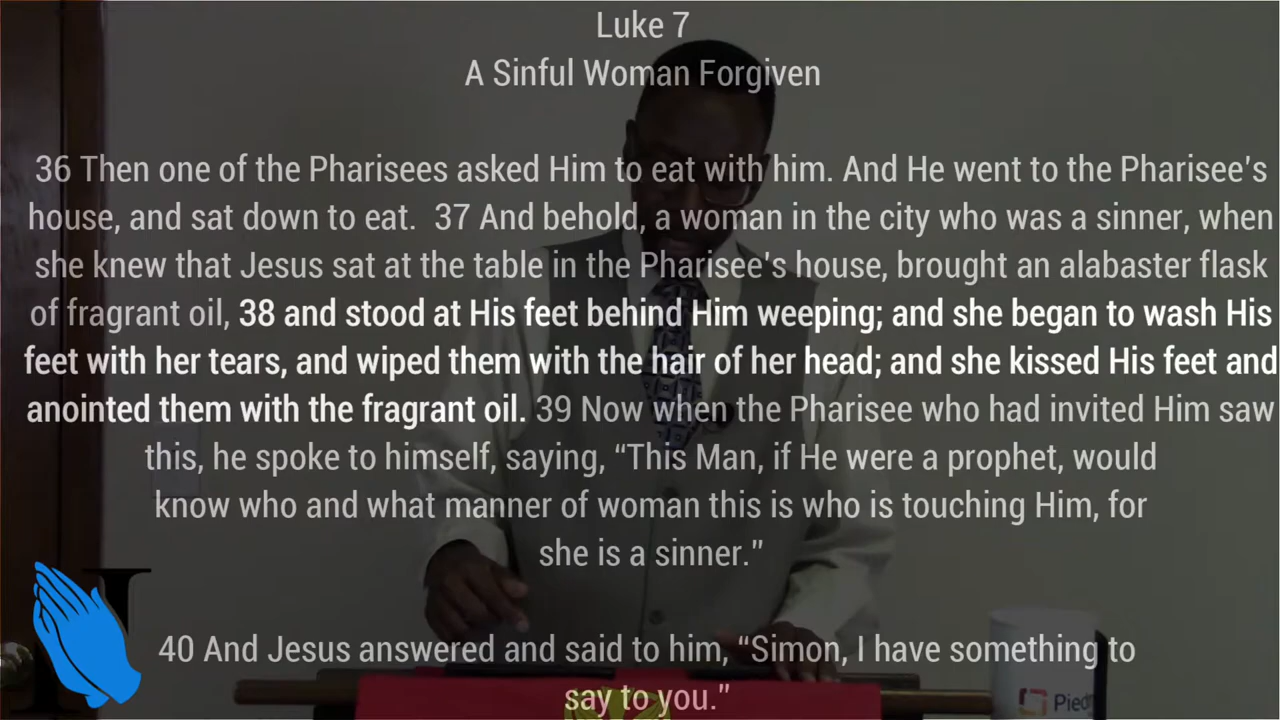 Luke 7
A Sinful Woman Forgiven
36 Then one of the Pharisees asked Him to eat with him. And He went to the Pharisee's
house, and sat down to eat.  37 And behold, a woman in the city who was a sinner, when
she knew that Jesus sat at the table in the Pharisee's house, brought an alabaster flask
of fragrant oil, 38 and stood at His feet behind Him weeping; and she began to wash His
feet with her tears, and wiped them with the hair of her head; and she kissed His feet and
anointed them with the fragrant oil. 39 Now when the Pharisee who had invited Him saw
this, he spoke to himself, saying, “This Man, if He were a prophet, would
know who and what manner of woman this is who is touching Him, for
she is a sinner.”
40 And Jesus answered and said to him, “Simon, I have something to
say to you.”